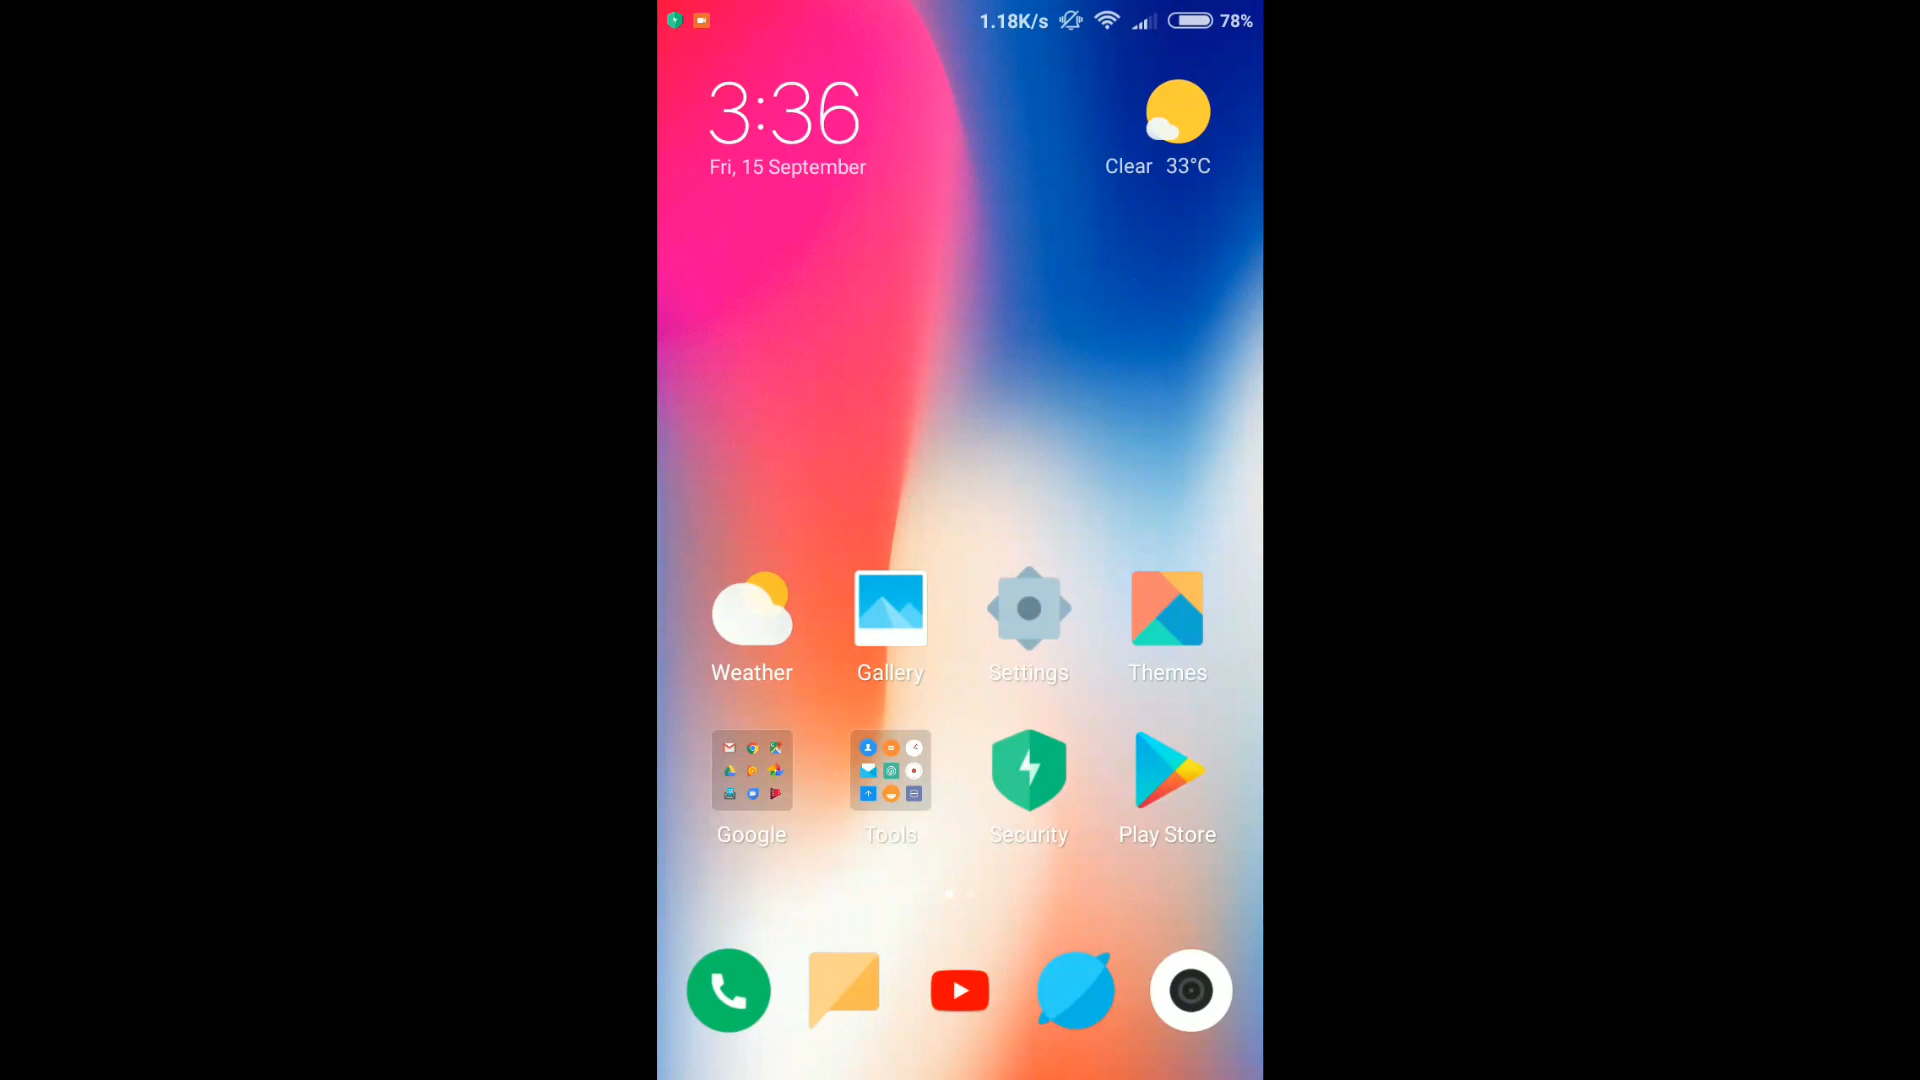 1.18K/s 78%
3:36
Fri, 15 September
Clear 33°C
Weather Gallery Settings Themes
Google Tools Security Play Store